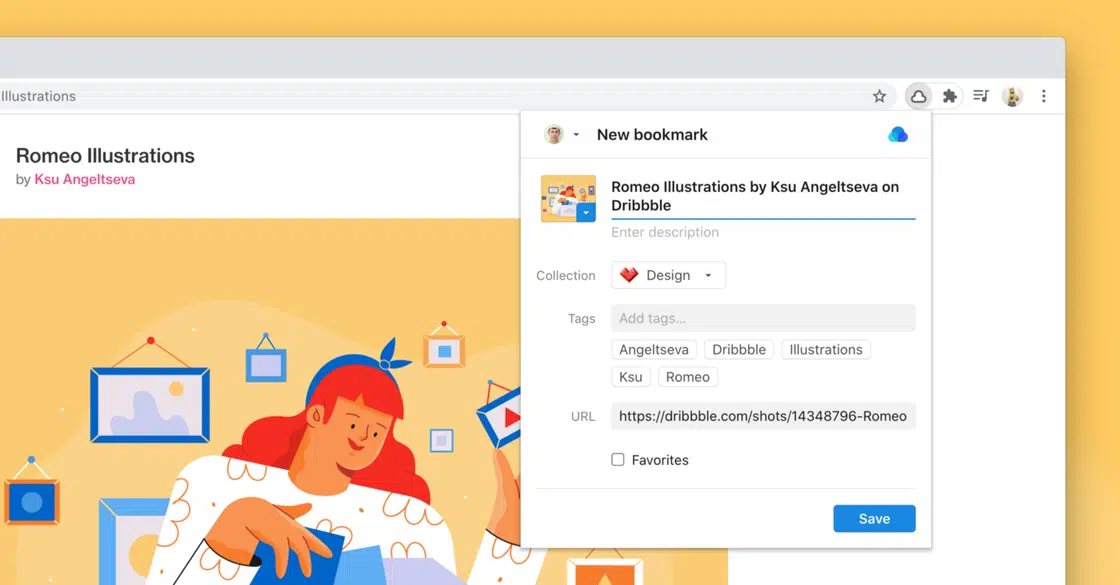 Illustrations
Romeo Illustrations
by Ksu Angeltseva
New bookmark
Romeo Illustrations by Ksu Angeltseva on
Dribbble
Enter description
Collection
Design
Tags
Add tags...
Angeltseva
Dribbble
Illustrations
Ksu
Romeo
URL
https://dribbble.com/shots/14348796-Romeo
Favorites
Save